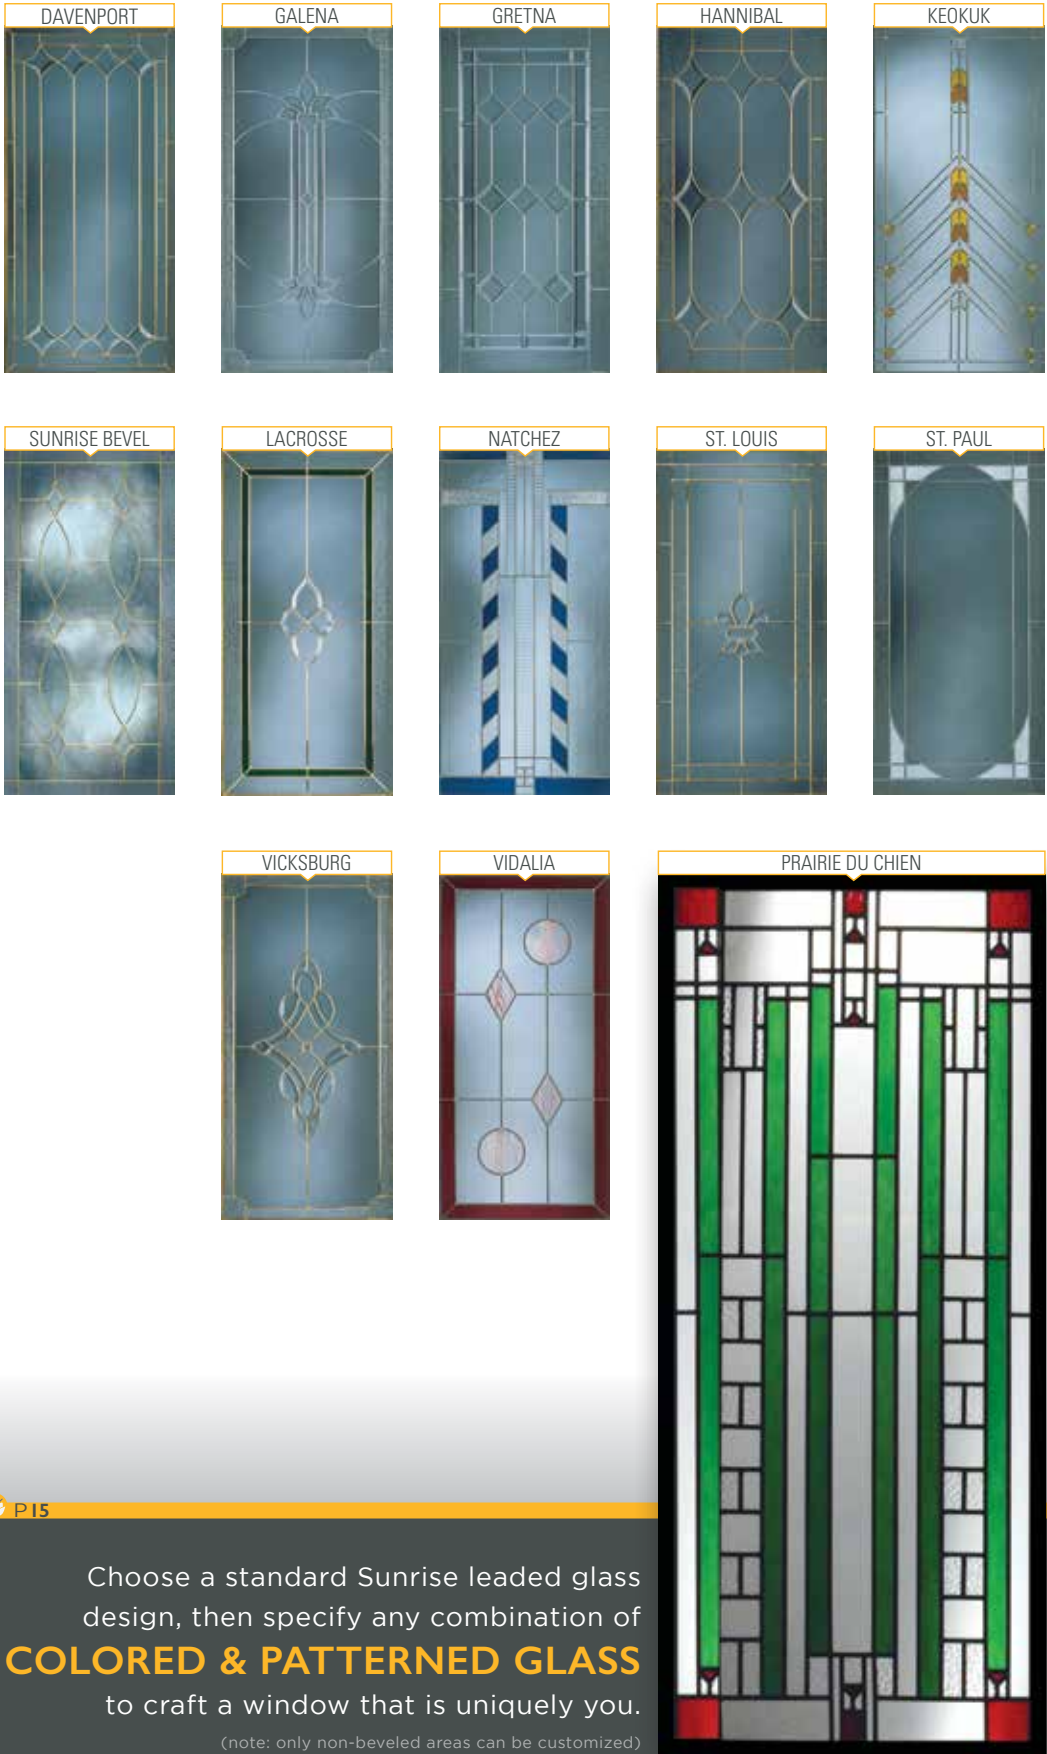 DAVENPORT
GALENA
GRETNA
HANNIBAL
KEOKUK
SUNRISE BEVEL
LACROSSE
NATCHEZ
ST. LOUIS
ST. PAUL
VICKSBURG
VIDALIA
PRAIRIE DU CHIEN
P15
Choose a standard Sunrise leaded glass
design, then specify any combination of
COLORED & PATTERNED GLASS
to craft a window that is uniquely you.
(note: only non-beveled areas can be customized)